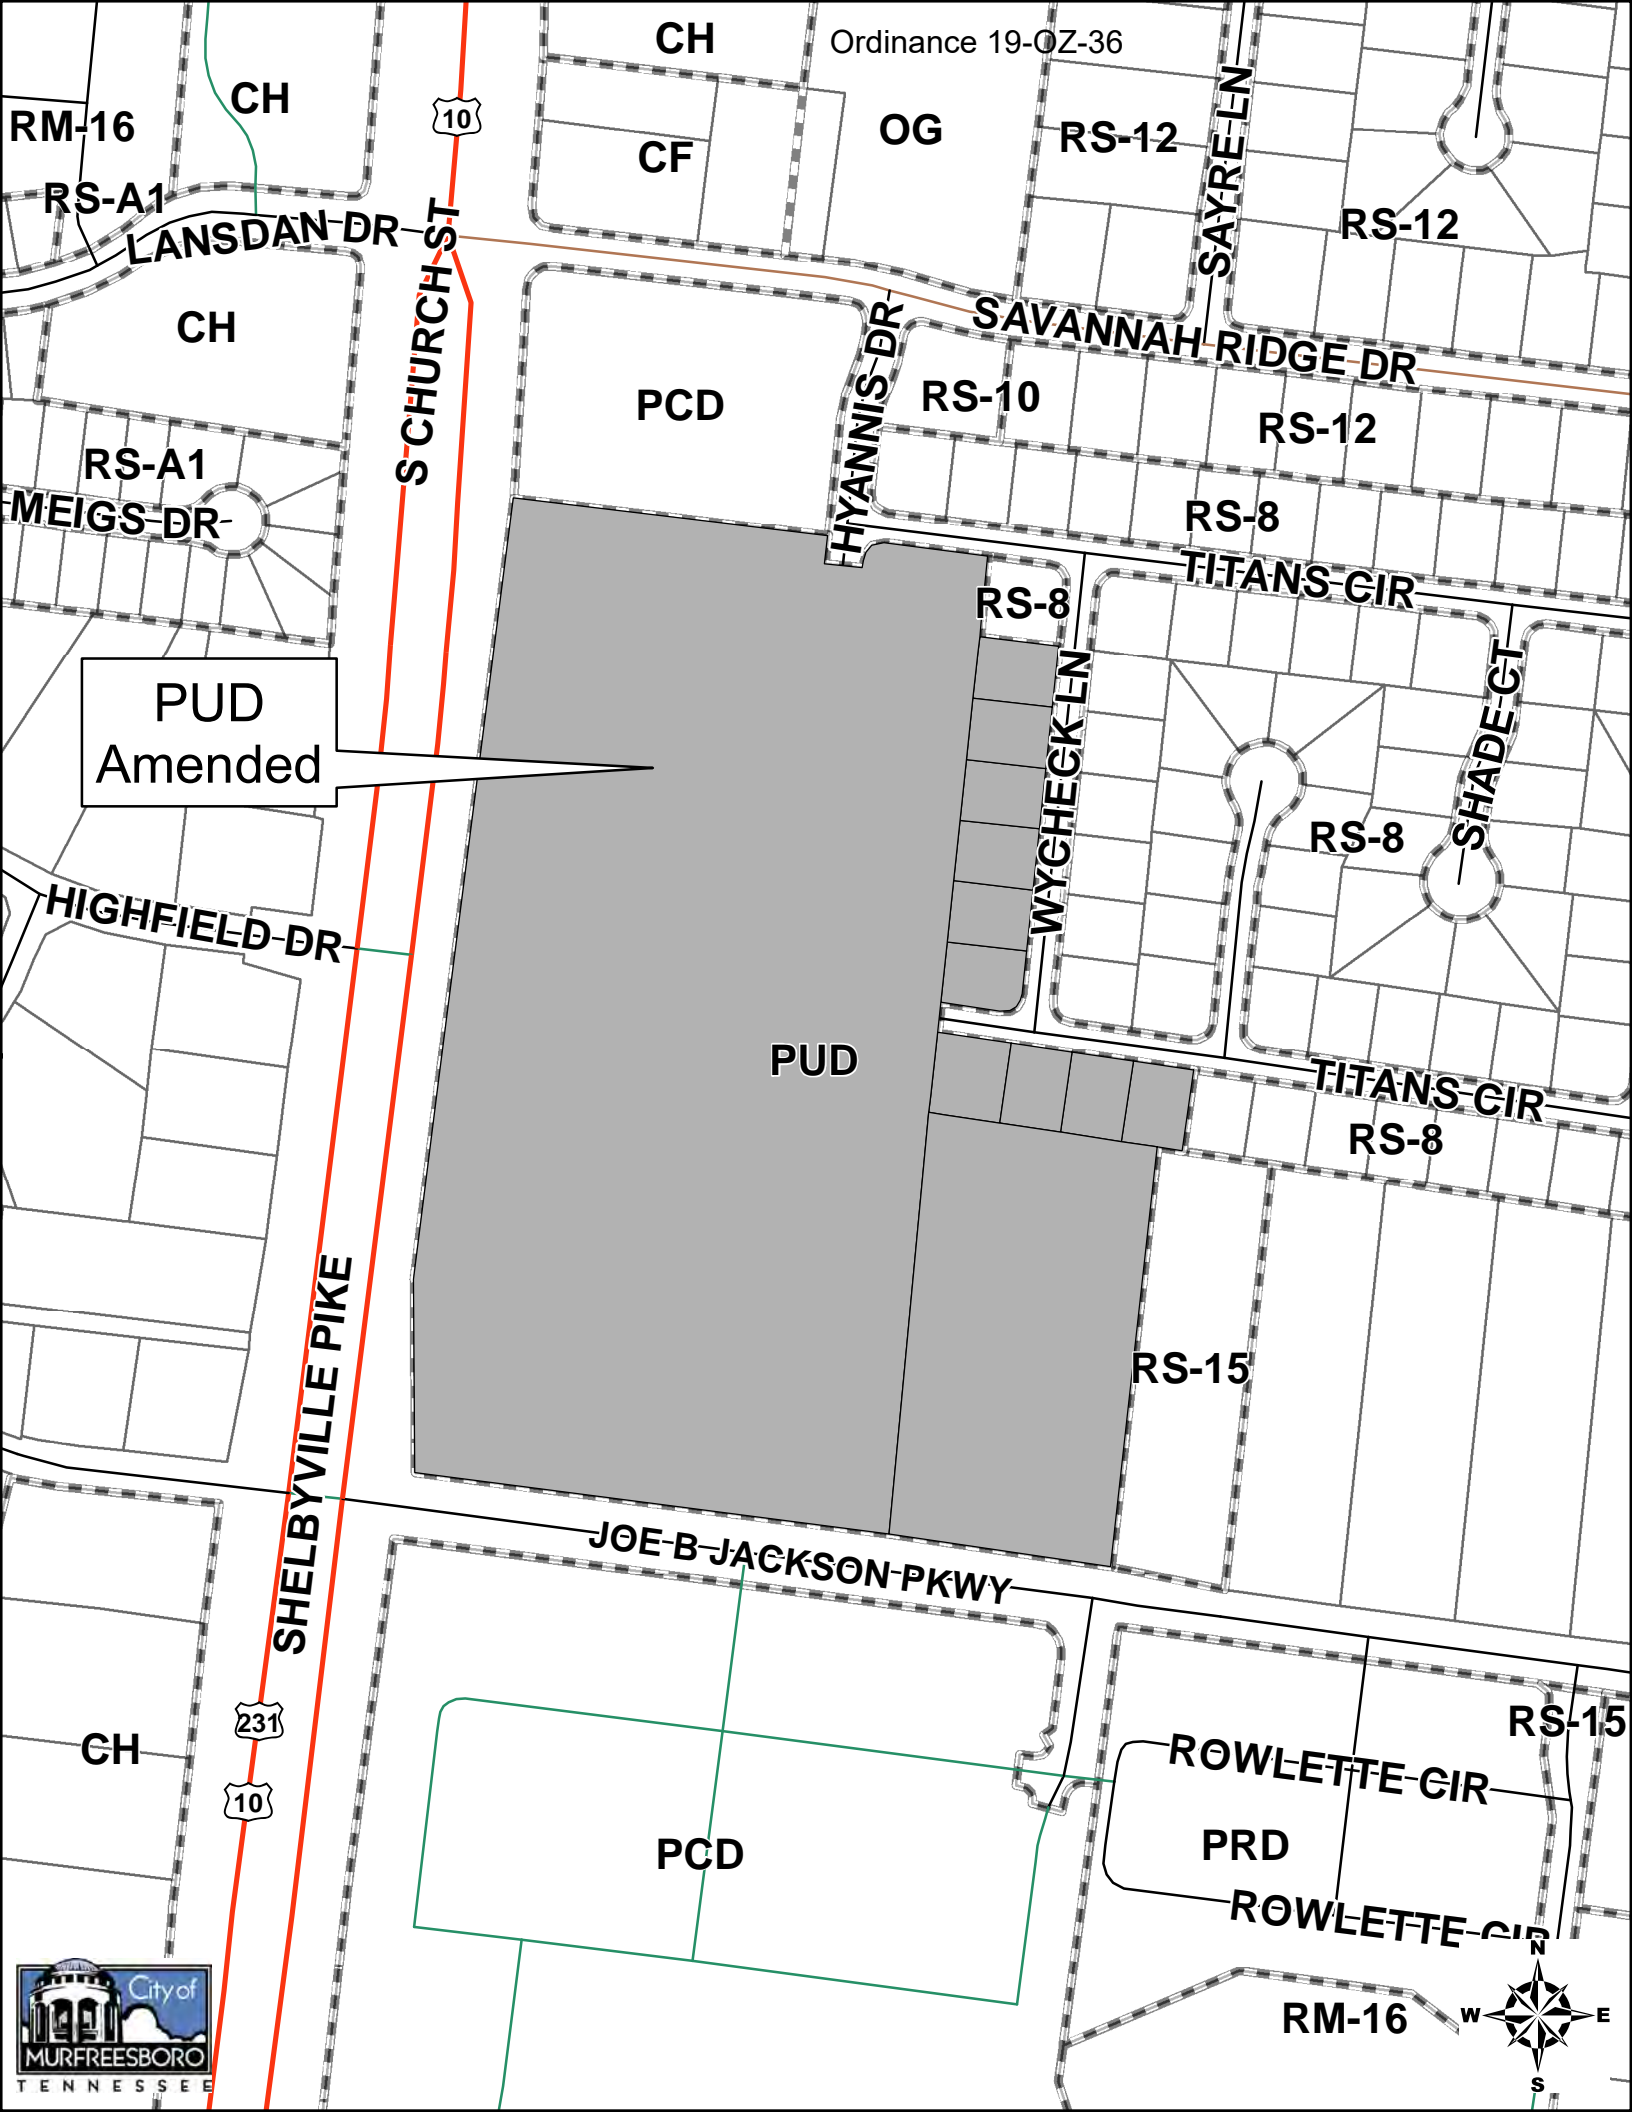 Ordinance 19-OZ-36
CH
CH
RM-16
10
CF
OG
RS-12
SAYRE LN
RS-12
RS-A1
LANSDAN DR
S CHURCH ST
SAVANNAH RIDGE DR
CH
PCD
HYANNIS DR
RS-10
RS-12
RS-A1
MEIGS DR
RS-8
TITANS CIR
RS-8
PUD
Amended
WYCHECK LN
SHADE CT
RS-8
HIGHFIELD DR
PUD
TITANS CIR
RS-8
SHELBYVILLE PIKE
RS-15
JOE B JACKSON PKWY
231
CH
10
RS-15
ROWLETTE CIR
PRD
PCD
ROWLETTE CIR
RM-16
N
W
E
S
City of
MURFREESBORO
TENNESSEE